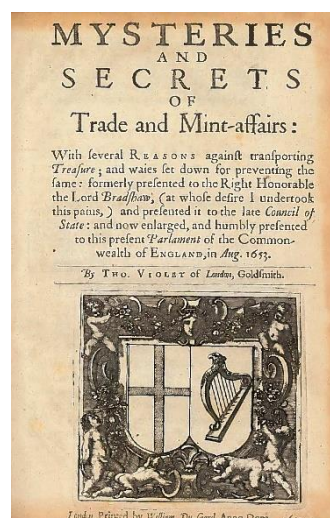 MYSTERIES
AND
SECRETS
OF
Trade and Mint-affairs:
With several REASONS against transporting
Treasure; and waies set down for preventing the
same: formerly presented to the Right Honorable
the Lord Bradshaw, (at whose desire I undertook
this pains,) and presented it to the late Council of
State: and now enlarged, and humbly presented
to this present Parlament of the Common-
wealth of ENGLAND, in Aug. 1653.
By THO. VIOLET of London, Goldsmith.
London Printed by William Du-Gard